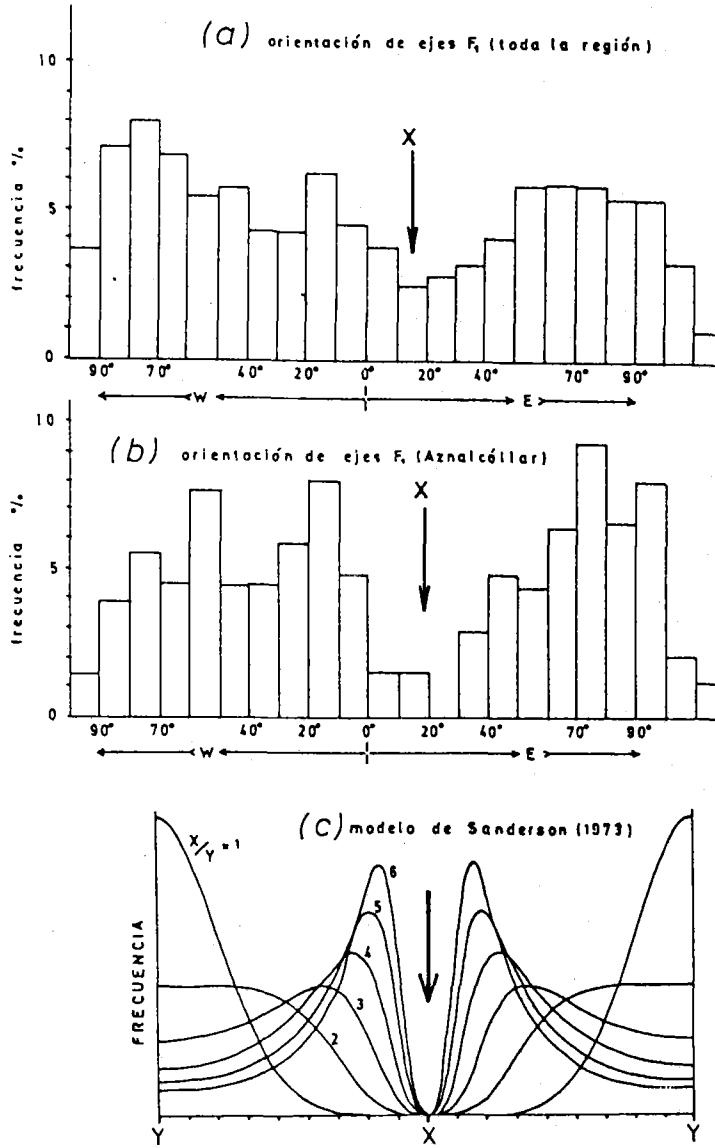 (a) orientación de ejes F₁ (toda la región)
10
X
5
0
frecuencia %
90° 70° 40° 20° 0° 20° 40° 70° 90°
W E
(b) orientación de ejes F₁ (Aznalcóllar)
10
X
5
0
frecuencia %
90° 70° 40° 20° 0° 20° 40° 70° 90°
W E
(c) modelo de Sanderson (1973)
X/Y = 1
6
5
4
3
2
FRECUENCIA
Y X Y